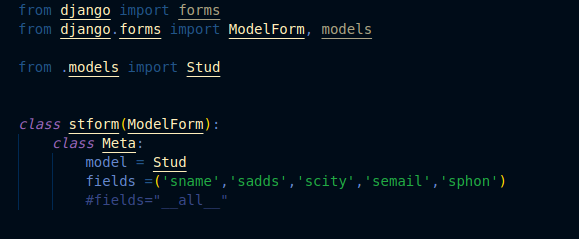 from django import forms
from django.forms import ModelForm, models
from .models import Stud
class stform(ModelForm):
class Meta:
model = Stud
fields =('sname','sadds','scity','semail','sphon')
#fields="__all__"